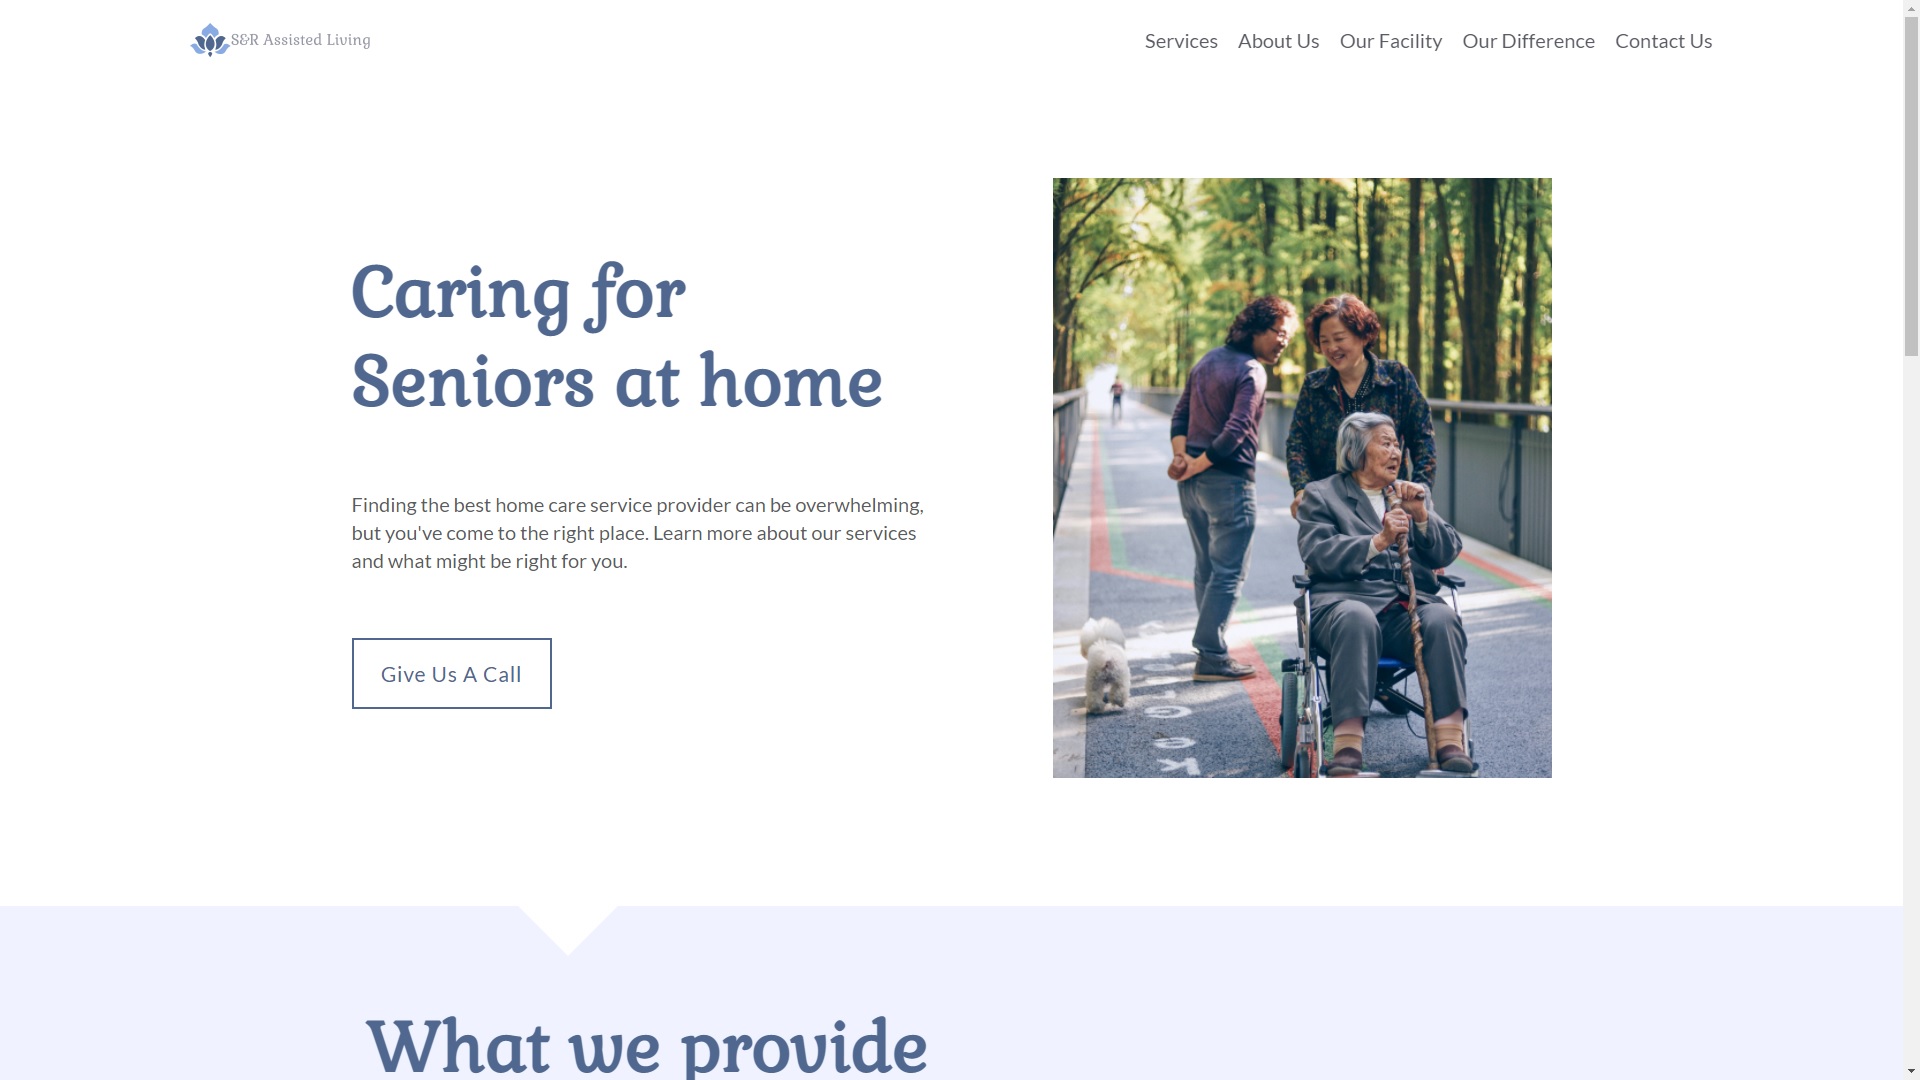 S&R Assisted Living
Services
About Us
Our Facility
Our Difference
Contact Us
Caring for
Seniors at home
Finding the best home care service provider can be overwhelming,
but you've come to the right place. Learn more about our services
and what might be right for you.
Give Us A Call
What we provide